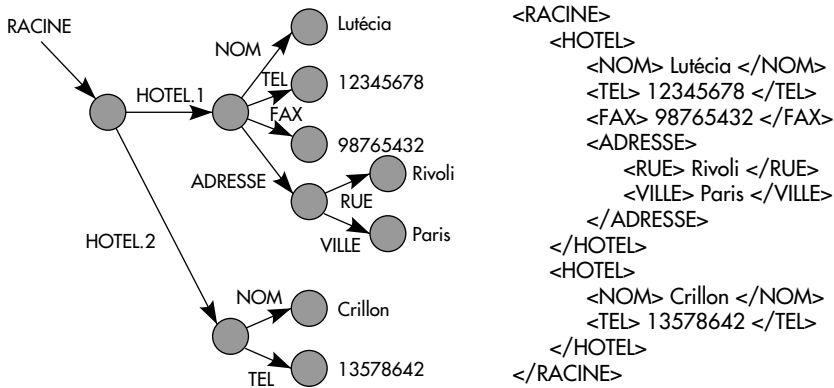 RACINE
NOM
Lutécia
TEL
12345678
HOTEL.1
FAX
98765432
ADRESSE
Rivoli
RUE
VILLE
Paris
HOTEL.2
NOM
Crillon
TEL
13578642
<RACINE>
<HOTEL>
<NOM> Lutécia </NOM>
<TEL> 12345678 </TEL>
<FAX> 98765432 </FAX>
<ADRESSE>
<RUE> Rivoli </RUE>
<VILLE> Paris </VILLE>
</ADRESSE>
</HOTEL>
<HOTEL>
<NOM> Crillon </NOM>
<TEL> 13578642 </TEL>
</HOTEL>
</RACINE>